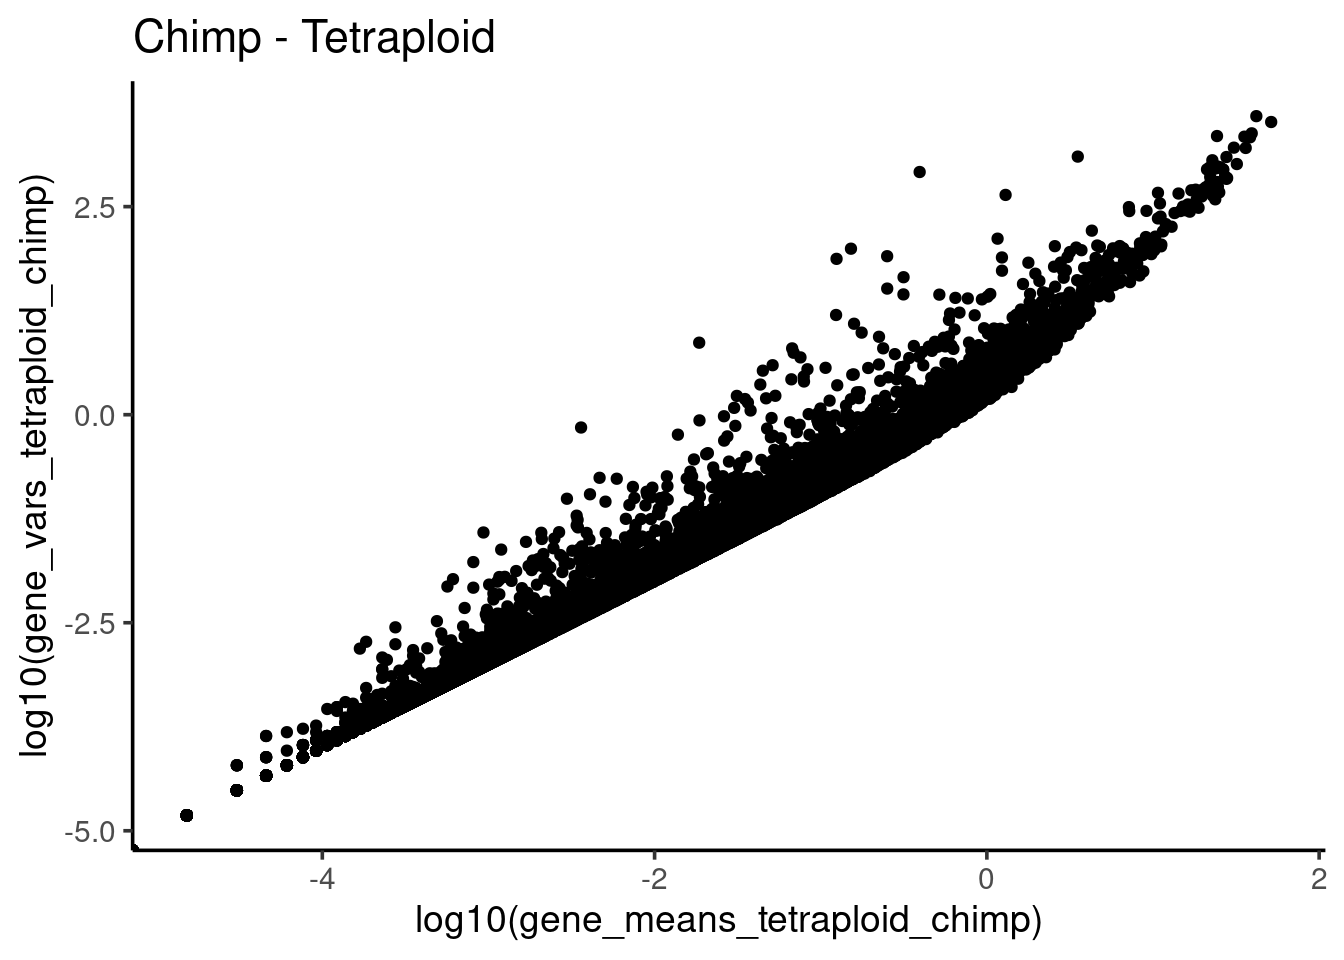 Chimp - Tetraploid
log10(gene_vars_tetraploid_chimp)
2.5
0.0
-2.5
-5.0
-4
-2
0
2
log10(gene_means_tetraploid_chimp)